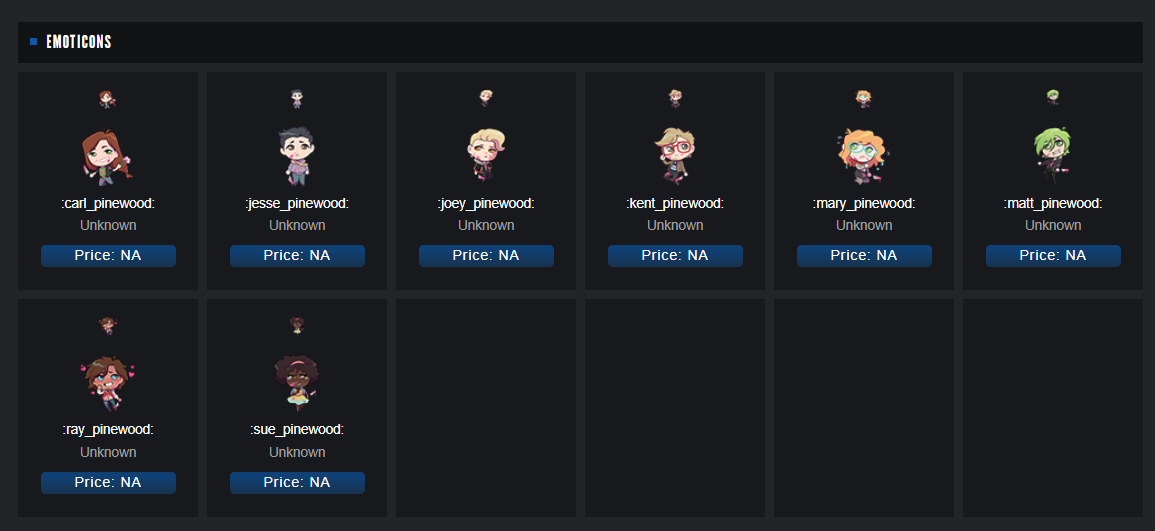 EMOTICONS
:carl_pinewood:
Unknown
Price: NA
:jesse_pinewood:
Unknown
Price: NA
:joey_pinewood:
Unknown
Price: NA
:kent_pinewood:
Unknown
Price: NA
:mary_pinewood:
Unknown
Price: NA
:matt_pinewood:
Unknown
Price: NA
:ray_pinewood:
Unknown
Price: NA
:sue_pinewood:
Unknown
Price: NA